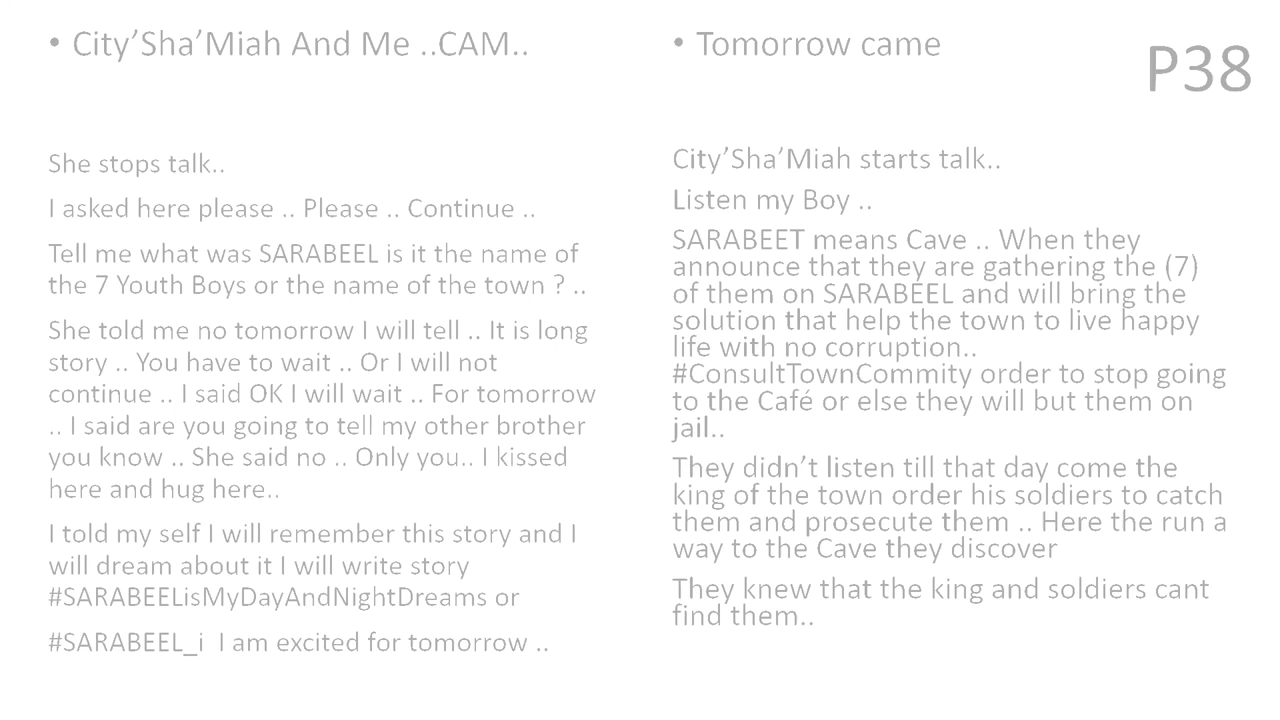 • City’Sha’Miah And Me ..CAM..
She stops talk..
I asked here please .. Please .. Continue ..
Tell me what was SARABEEL is it the name of
the 7 Youth Boys or the name of the town ? ..
She told me no tomorrow I will tell .. It is long
story .. You have to wait .. Or I will not
continue .. I said OK I will wait .. For tomorrow
.. I said are you going to tell my other brother
you know .. She said no .. Only you.. I kissed
here and hug here..
I told my self I will remember this story and I
will dream about it I will write story
#SARABEELisMyDayAndNightDreams or
#SARABEEL_i I am excited for tomorrow ..
• Tomorrow came
P38
City’Sha’Miah starts talk..
Listen my Boy ..
SARABEET means Cave .. When they
announce that they are gathering the (7)
of them on SARABEEL and will bring the
solution that help the town to live happy
life with no corruption..
#ConsultTownCommity order to stop going
to the Café or else they will but them on
jail..
They didn’t listen till that day come the
king of the town order his soldiers to catch
them and prosecute them .. Here the run a
way to the Cave they discover
They knew that the king and soldiers cant
find them..